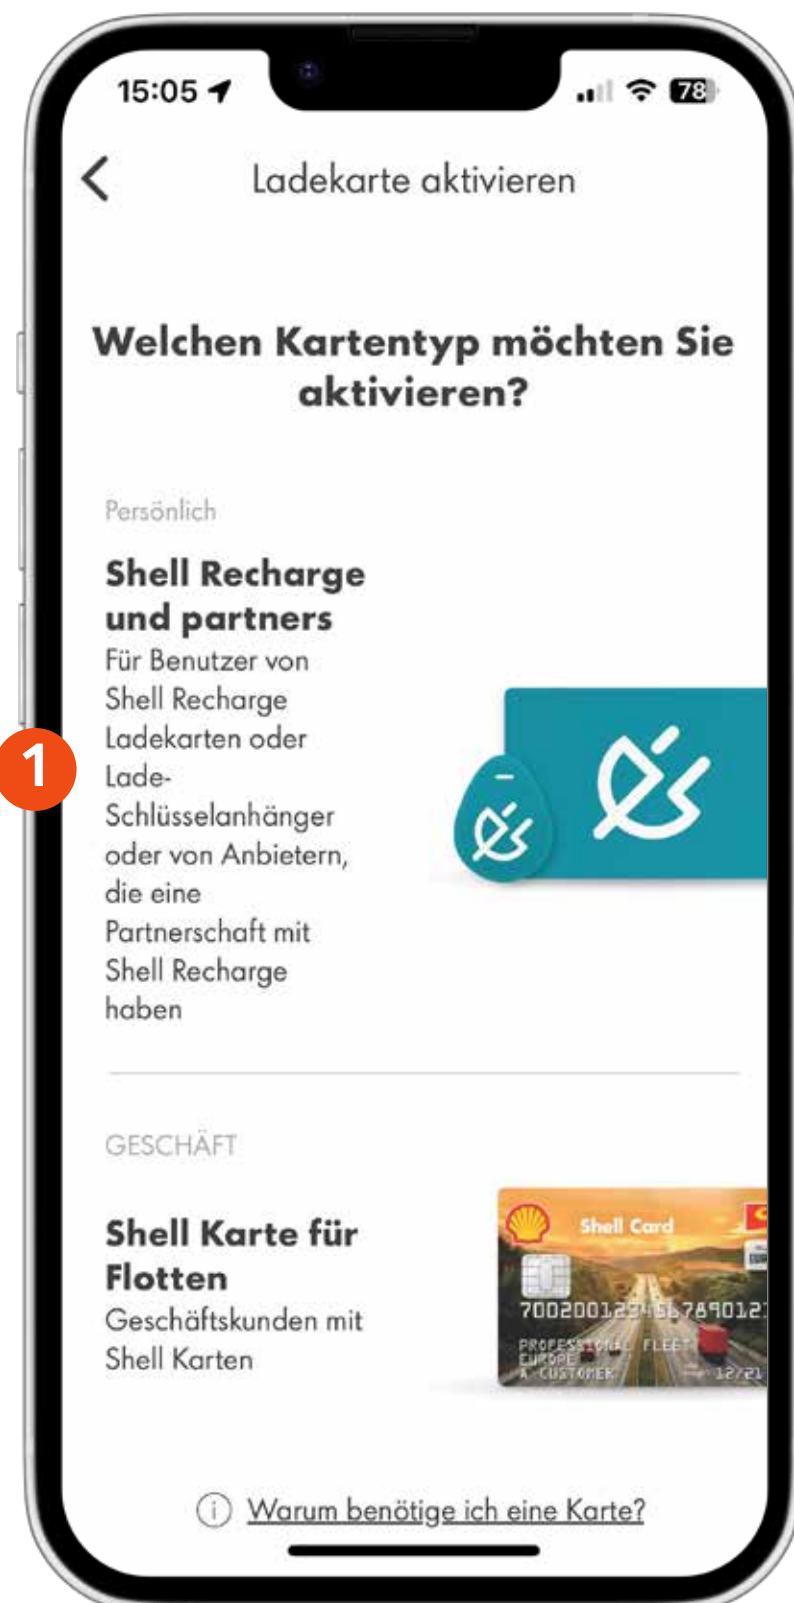 15:05
78
Ladekarte aktivieren
Welchen Kartentyp möchten Sie
aktivieren?
Persönlich
Shell Recharge
und partners
Für Benutzer von
Shell Recharge
Ladekarten oder
Lade-
Schlüsselanhänger
oder von Anbietern,
die eine
Partnerschaft mit
Shell Recharge
haben
1
GESCHÄFT
Shell Karte für
Flotten
Geschäftskunden mit
Shell Karten
Shell Card
PROFESSIONAL FLEET
EUROPE
A CUSTOMER 12/21
Warum benötige ich eine Karte?